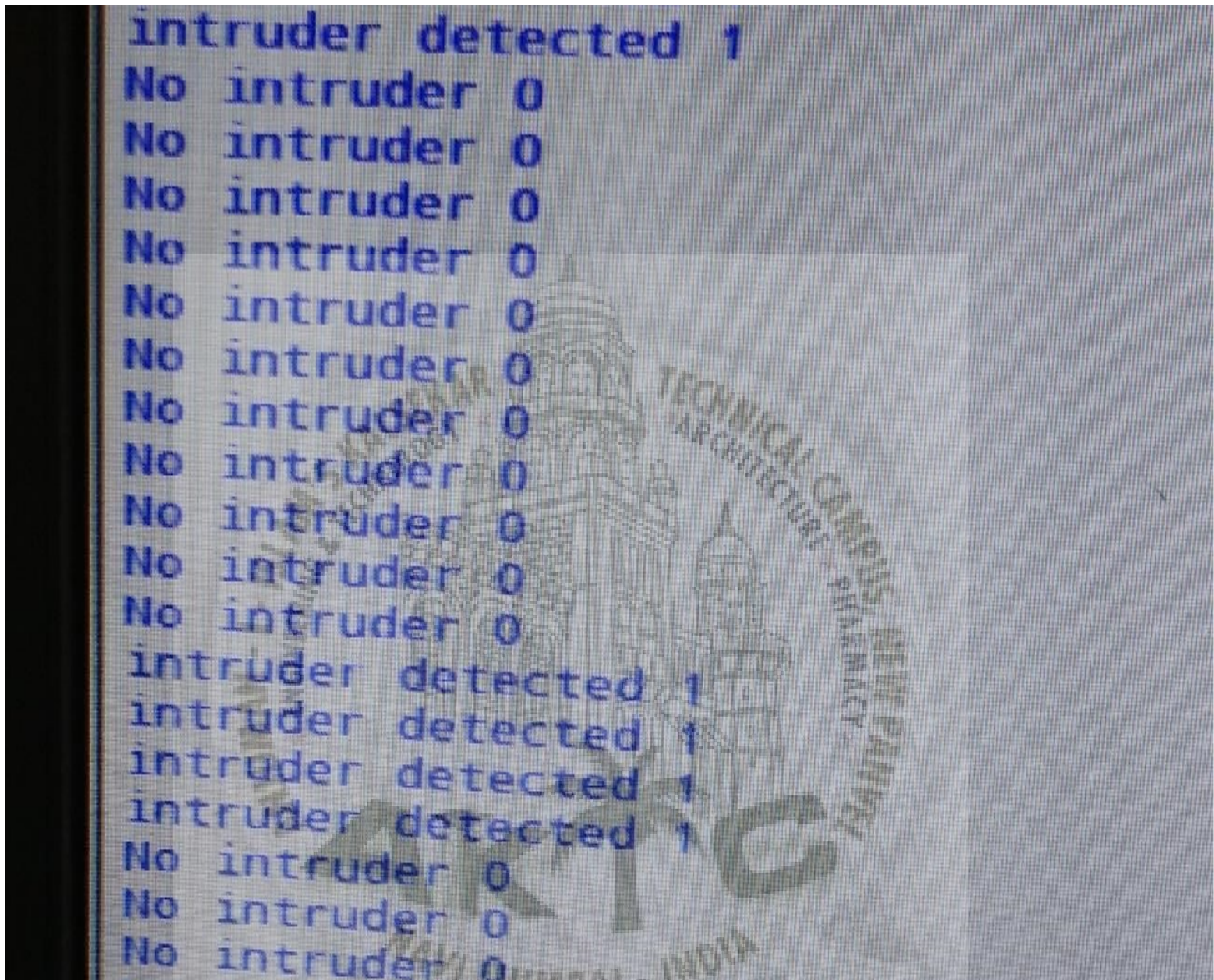 intruder detected 1
No intruder 0
No intruder 0
No intruder 0
No intruder 0
No intruder 0
No intruder 0
No intruder 0
No intruder 0
No intruder 0
No intruder 0
No intruder 0
intruder detected 1
intruder detected 1
intruder detected 1
intruder detected 1
No intruder 0
No intruder 0
No intruder 0
TECHNICAL CAMPUS NEW PANVEL
ARCHITECTURE PHARMACY
AKTC
INDIA